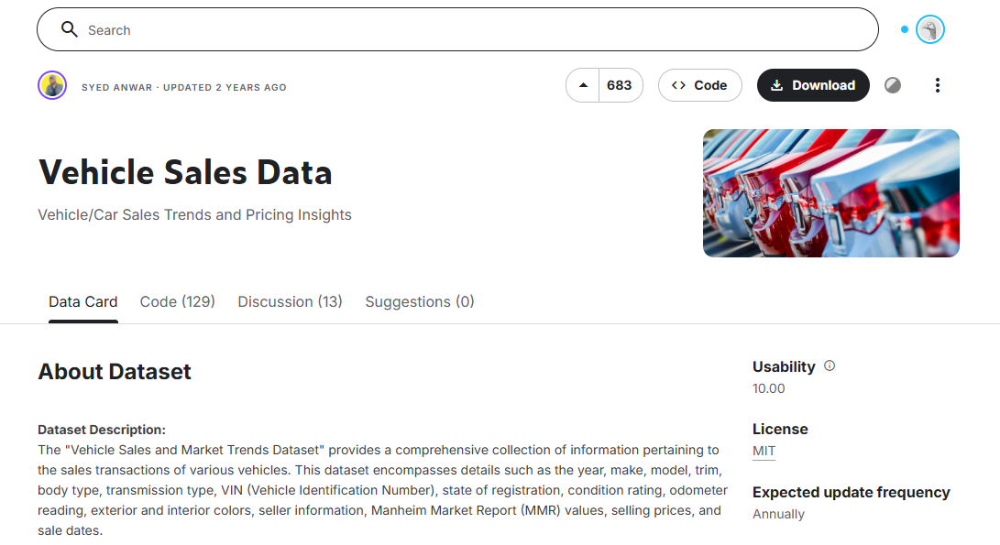 Search
SYED ANWAR · UPDATED 2 YEARS AGO
683
<> Code
Download
Vehicle Sales Data
Vehicle/Car Sales Trends and Pricing Insights
Data Card
Code (129)
Discussion (13)
Suggestions (0)
About Dataset
Dataset Description:
The "Vehicle Sales and Market Trends Dataset" provides a comprehensive collection of information pertaining to
the sales transactions of various vehicles. This dataset encompasses details such as the year, make, model, trim,
body type, transmission type, VIN (Vehicle Identification Number), state of registration, condition rating, odometer
reading, exterior and interior colors, seller information, Manheim Market Report (MMR) values, selling prices, and
sale dates.
Usability
10.00
License
MIT
Expected update frequency
Annually